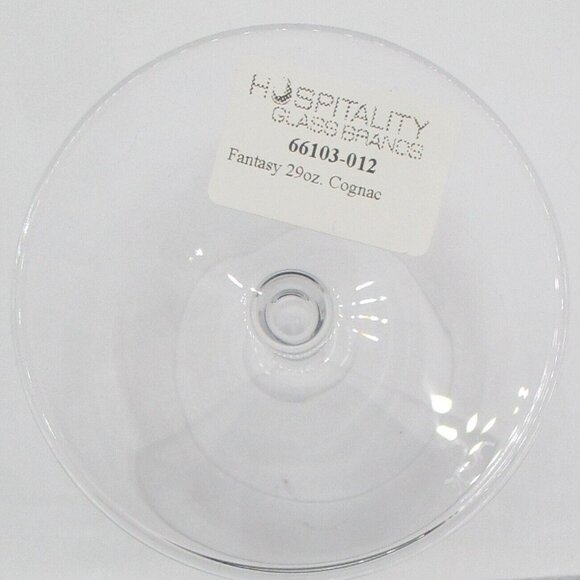 HOSPITALITY
GLASS BRANDS
66103-012
Fantasy 29oz. Cognac